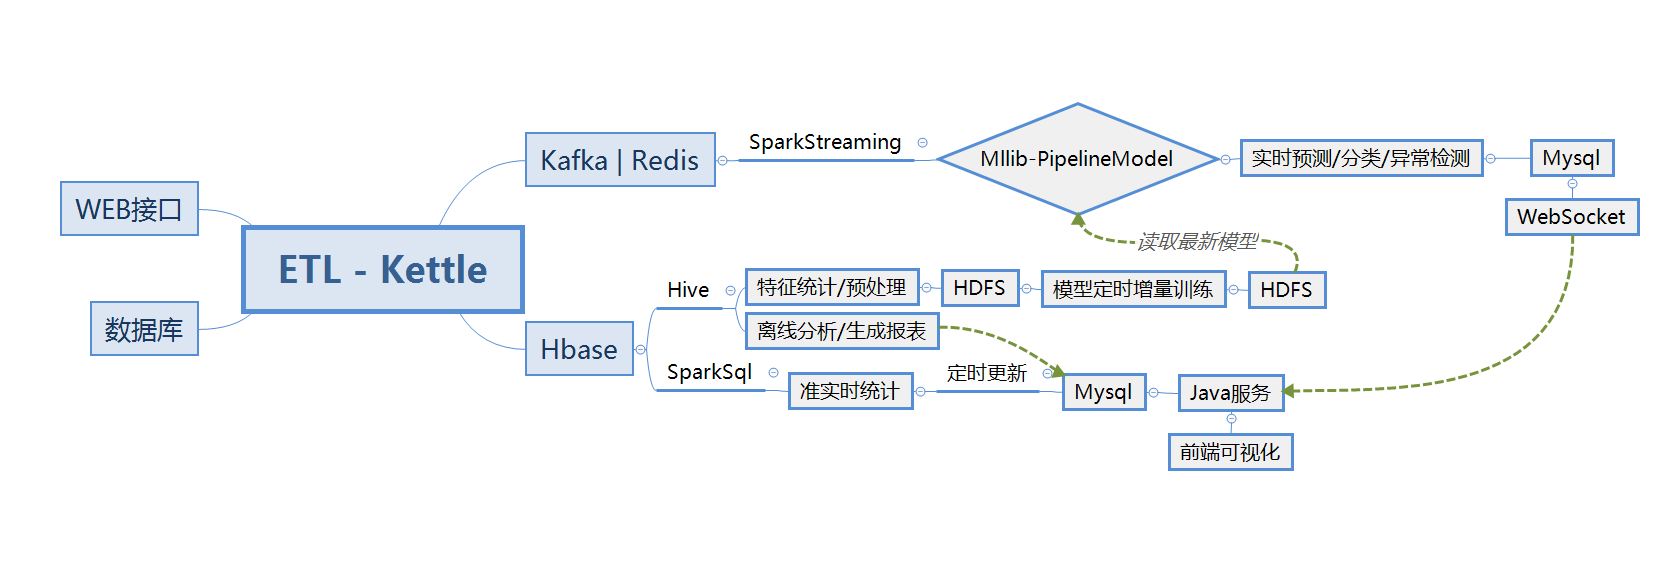 WEB接口
数据库
ETL - Kettle
Kafka | Redis
SparkStreaming
Mllib-PipelineModel
实时预测/分类/异常检测
Mysql
WebSocket
读取最新模型
Hbase
Hive
特征统计/预处理
HDFS
模型定时增量训练
HDFS
离线分析/生成报表
SparkSql
准实时统计
定时更新
Mysql
Java服务
前端可视化